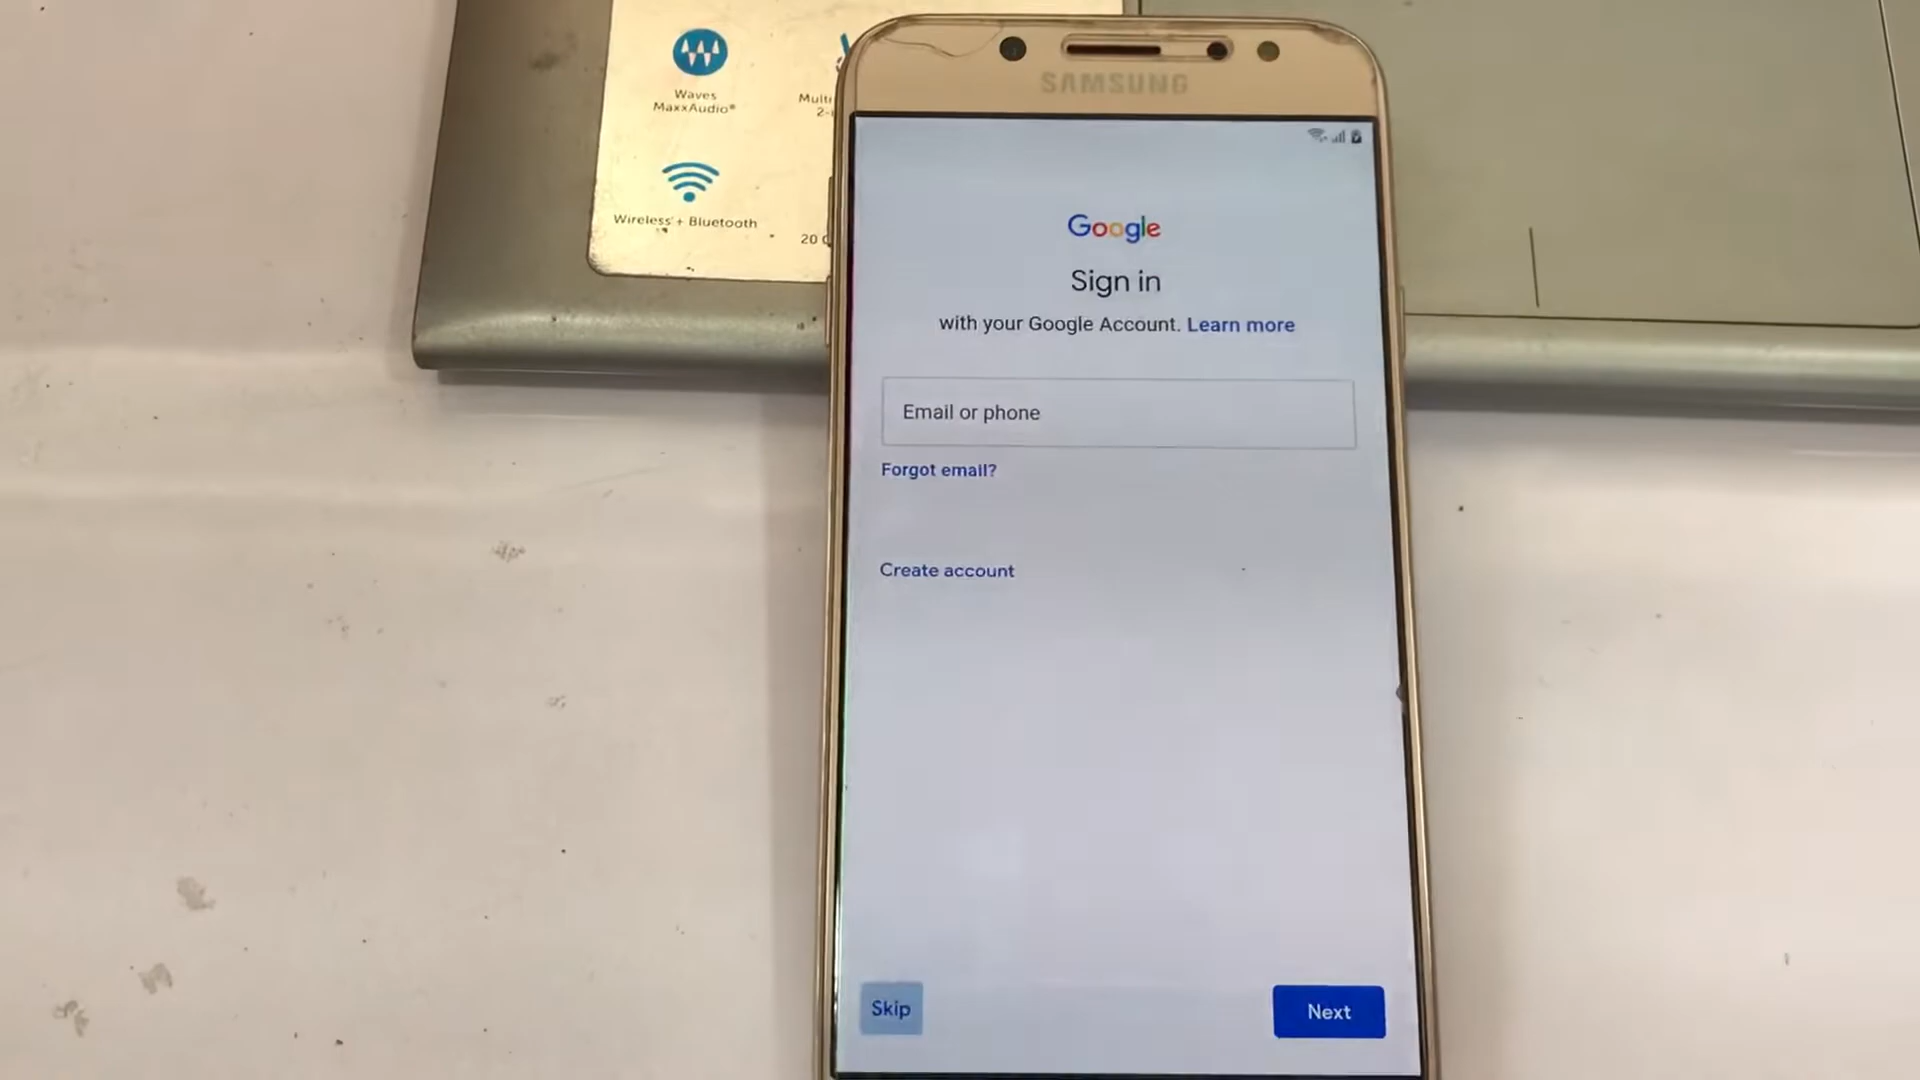 Waves
MaxxAudio®
Wireless + Bluetooth
SAMSUNG
Google
Sign in
with your Google Account. Learn more
Email or phone
Forgot email?
Create account
Skip
Next